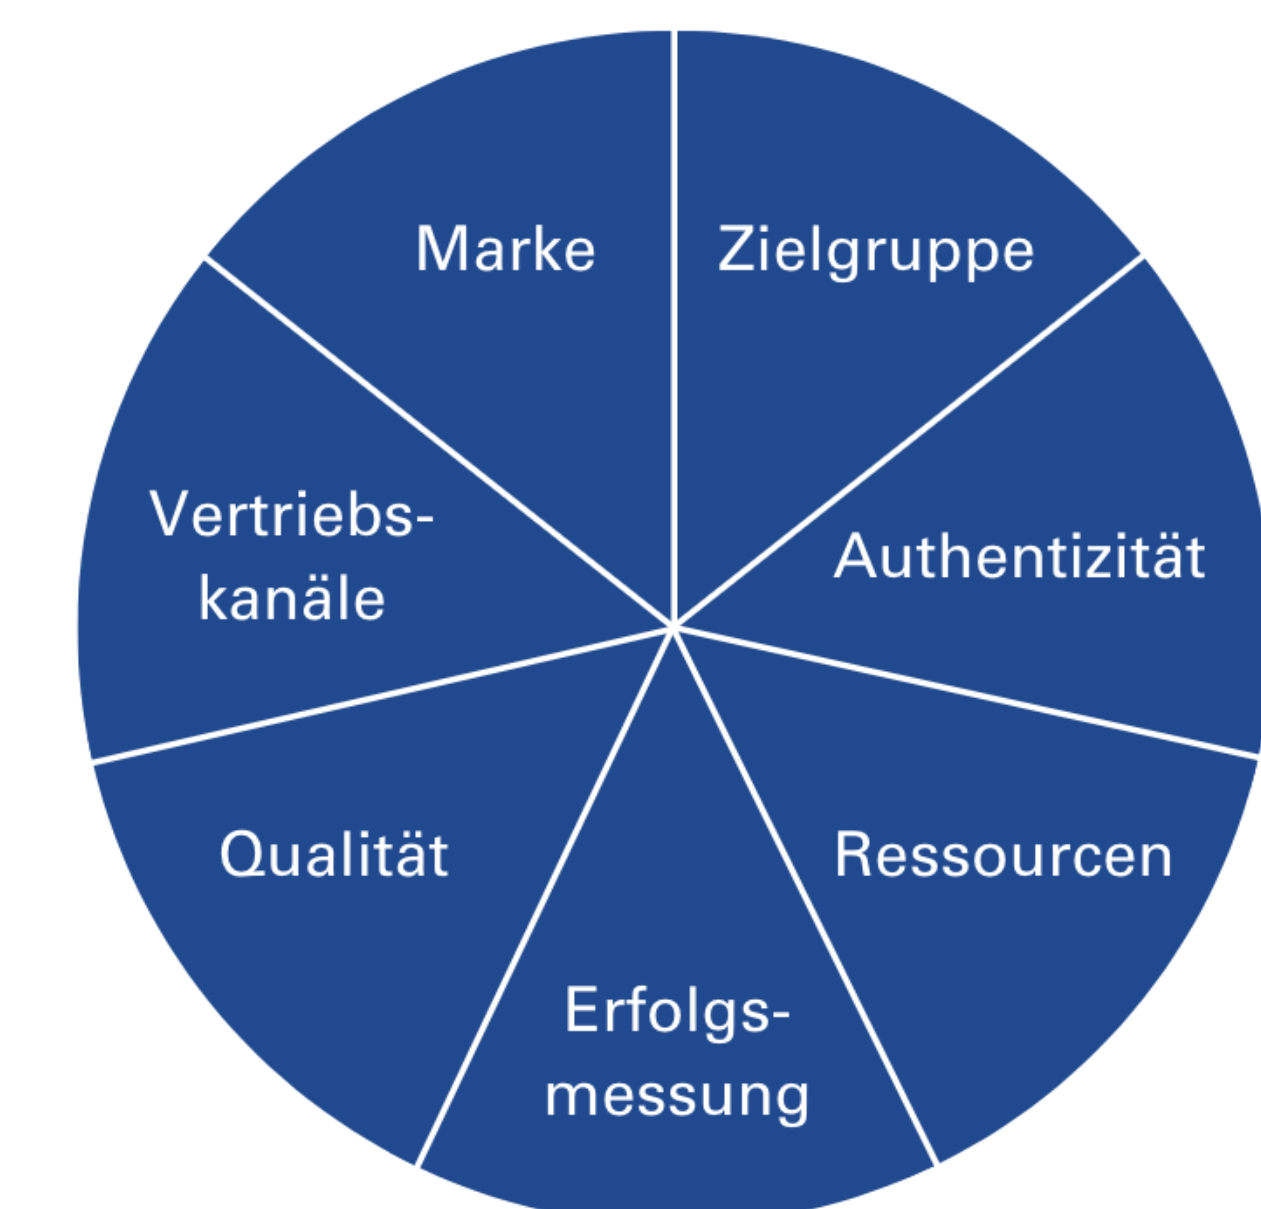 Marke
Zielgruppe
Vertriebs-
kanäle
Authentizität
Qualität
Ressourcen
Erfolgs-
messung